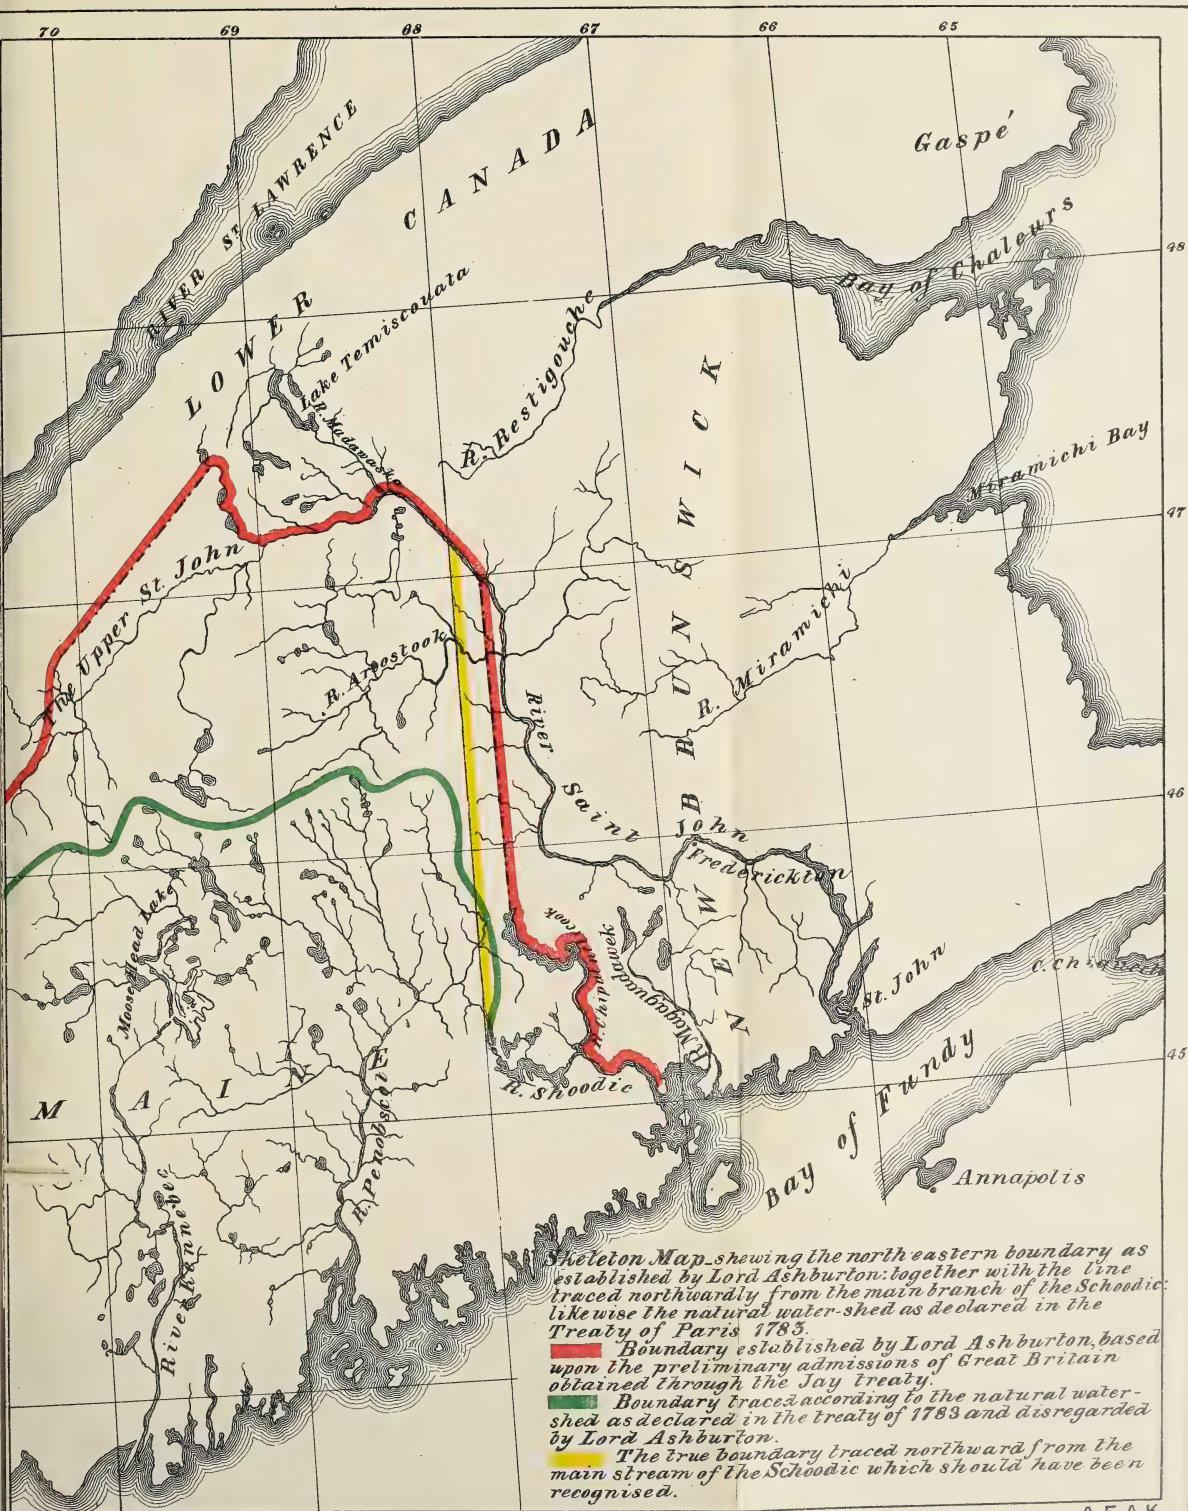 70 69 68 67 66 65
Gaspé
RIVER ST. LAWRENCE
CANADA
LOWER
Bay of Chaleurs
48
Lake Temiscouata
R. Madawaska
R. Restigouche
Miramichi Bay
47
The Upper St. John
R. Miramichi
R. Aroostook
River Saint John
NEW BRUNSWICK
46
Frederickton
Moose Head Lake
R. Magaguadawek
St. John
45
Bay of Fundy
R. Shoodic
MAINE
R. Penobscot
River Kennebec
Annapolis
Skeleton Map shewing the north eastern boundary as
established by Lord Ashburton: together with the line
traced northwardly from the main branch of the Schoodic:
likewise the natural water-shed as declared in the
Treaty of Paris 1783.
Boundary established by Lord Ashburton, based
upon the preliminary admissions of Great Britain
obtained through the Jay treaty.
Boundary traced according to the natural water-
shed as declared in the treaty of 1783 and disregarded
by Lord Ashburton.
The true boundary traced northward from the
main stream of the Schoodic which should have been
recognised.